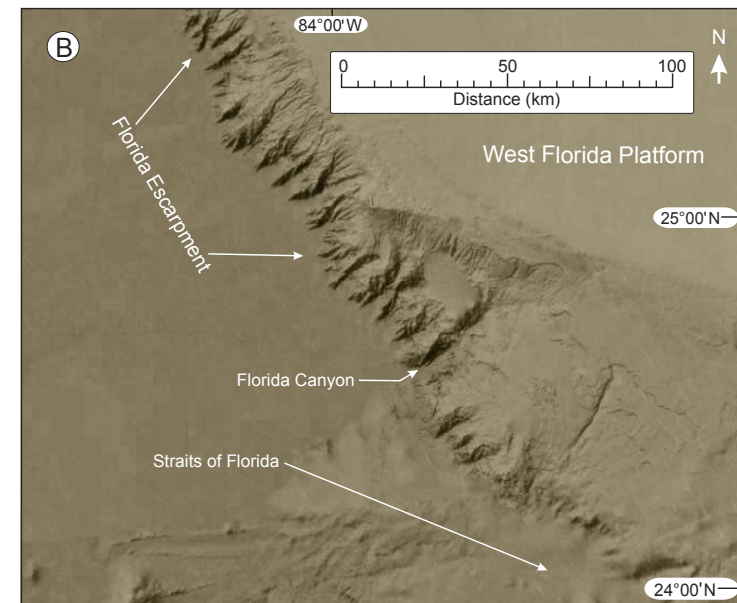 B
84°00'W
N
0 50 100
Distance (km)
West Florida Platform
Florida Escarpment
25°00'N
Florida Canyon
Straits of Florida
24°00'N